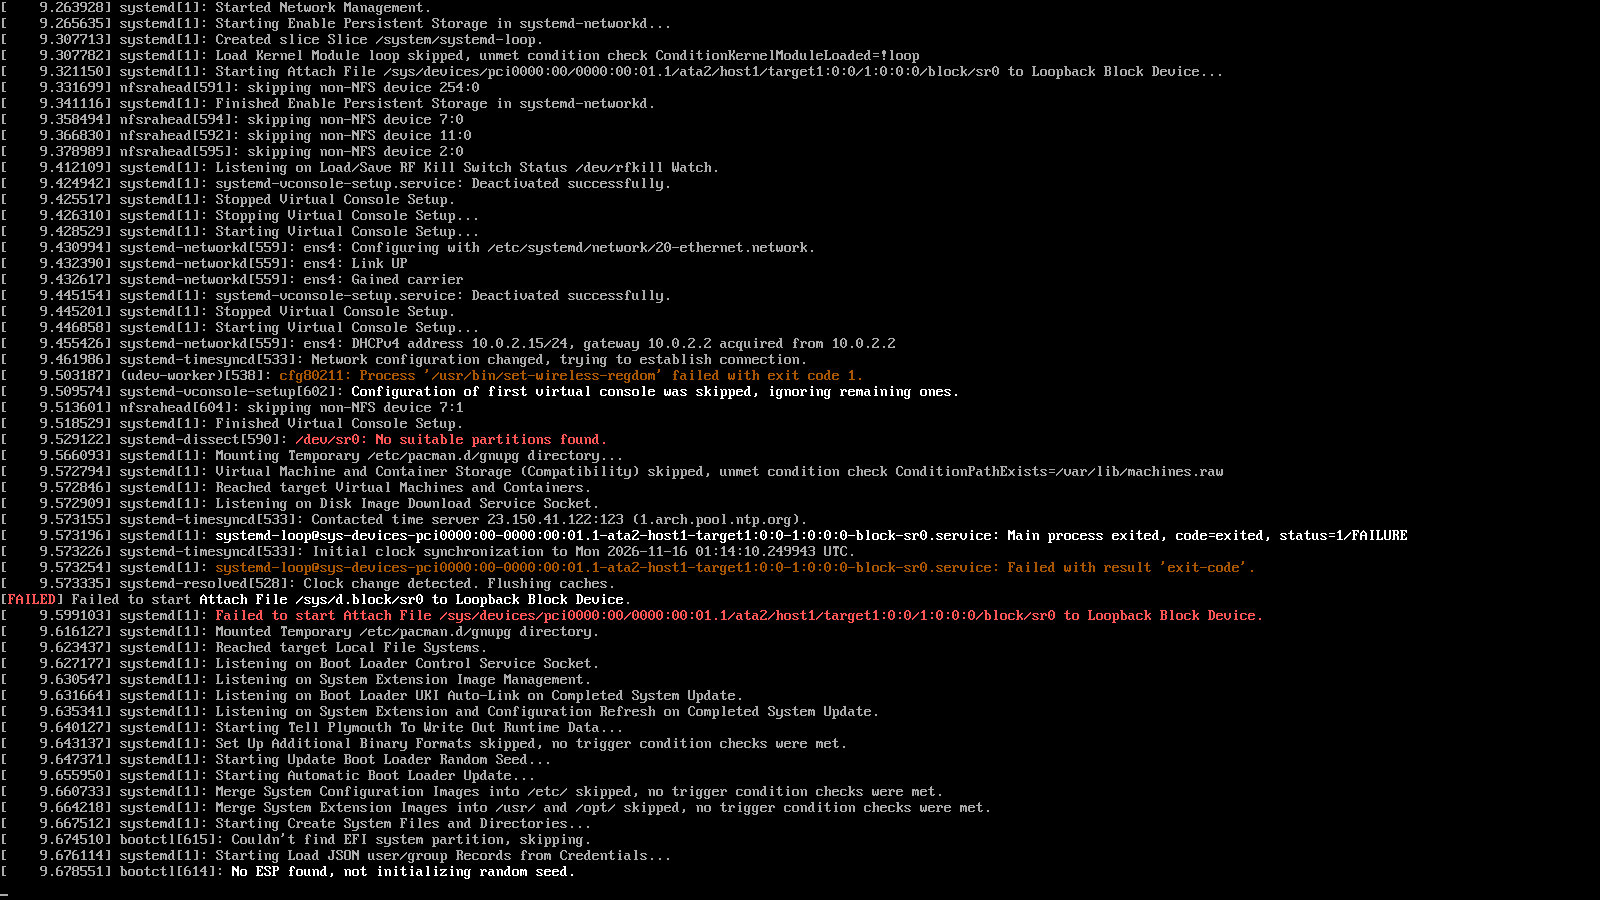 [    9.263928] systemd[1]: Started Network Management.
[    9.265635] systemd[1]: Starting Enable Persistent Storage in systemd-networkd...
[    9.307713] systemd[1]: Created slice Slice /system/systemd-loop.
[    9.307782] systemd[1]: Load Kernel Module loop skipped, unmet condition check ConditionKernelModuleLoaded=!loop
[    9.321150] systemd[1]: Starting Attach File /sys/devices/pci0000:00/0000:00:01.1/ata2/host1/target1:0:0/1:0:0:0/block/sr0 to Loopback Block Device...
[    9.331699] nfsrahead[591]: skipping non-NFS device 254:0
[    9.341116] systemd[1]: Finished Enable Persistent Storage in systemd-networkd.
[    9.358494] nfsrahead[594]: skipping non-NFS device 7:0
[    9.366830] nfsrahead[592]: skipping non-NFS device 11:0
[    9.378989] nfsrahead[595]: skipping non-NFS device 2:0
[    9.412109] systemd[1]: Listening on Load/Save RF Kill Switch Status /dev/rfkill Watch.
[    9.424942] systemd[1]: systemd-vconsole-setup.service: Deactivated successfully.
[    9.425517] systemd[1]: Stopped Virtual Console Setup.
[    9.426310] systemd[1]: Stopping Virtual Console Setup...
[    9.428529] systemd[1]: Starting Virtual Console Setup...
[    9.430994] systemd-networkd[559]: ens4: Configuring with /etc/systemd/network/20-ethernet.network.
[    9.432390] systemd-networkd[559]: ens4: Link UP
[    9.432617] systemd-networkd[559]: ens4: Gained carrier
[    9.445154] systemd[1]: systemd-vconsole-setup.service: Deactivated successfully.
[    9.445201] systemd[1]: Stopped Virtual Console Setup.
[    9.446858] systemd[1]: Starting Virtual Console Setup...
[    9.455426] systemd-networkd[559]: ens4: DHCPv4 address 10.0.2.15/24, gateway 10.0.2.2 acquired from 10.0.2.2
[    9.461986] systemd-timesyncd[533]: Network configuration changed, trying to establish connection.
[    9.503187] (udev-worker)[538]: cfg80211: Process '/usr/bin/set-wireless-regdom' failed with exit code 1.
[    9.509574] systemd-vconsole-setup[602]: Configuration of first virtual console was skipped, ignoring remaining ones.
[    9.513601] nfsrahead[604]: skipping non-NFS device 7:1
[    9.518529] systemd[1]: Finished Virtual Console Setup.
[    9.529122] systemd-dissect[590]: /dev/sr0: No suitable partitions found.
[    9.566093] systemd[1]: Mounting Temporary /etc/pacman.d/gnupg directory...
[    9.572794] systemd[1]: Virtual Machine and Container Storage (Compatibility) skipped, unmet condition check ConditionPathExists=/var/lib/machines.raw
[    9.572846] systemd[1]: Reached target Virtual Machines and Containers.
[    9.572909] systemd[1]: Listening on Disk Image Download Service Socket.
[    9.573155] systemd-timesyncd[533]: Contacted time server 23.150.41.122:123 (1.arch.pool.ntp.org).
[    9.573196] systemd[1]: systemd-loop@sys-devices-pci0000:00-0000:00:01.1-ata2-host1-target1:0:0-1:0:0:0-block-sr0.service: Main process exited, code=exited, status=1/FAILURE
[    9.573226] systemd-timesyncd[533]: Initial clock synchronization to Mon 2026-11-16 01:14:10.249943 UTC.
[    9.573254] systemd[1]: systemd-loop@sys-devices-pci0000:00-0000:00:01.1-ata2-host1-target1:0:0-1:0:0:0-block-sr0.service: Failed with result 'exit-code'.
[    9.573335] systemd-resolved[528]: Clock change detected. Flushing caches.
[FAILED] Failed to start Attach File /sys/d.block/sr0 to Loopback Block Device.
[    9.599103] systemd[1]: Failed to start Attach File /sys/devices/pci0000:00/0000:00:01.1/ata2/host1/target1:0:0/1:0:0:0/block/sr0 to Loopback Block Device.
[    9.616127] systemd[1]: Mounted Temporary /etc/pacman.d/gnupg directory.
[    9.623437] systemd[1]: Reached target Local File Systems.
[    9.627177] systemd[1]: Listening on Boot Loader Control Service Socket.
[    9.630547] systemd[1]: Listening on System Extension Image Management.
[    9.631664] systemd[1]: Listening on Boot Loader UKI Auto-Link on Completed System Update.
[    9.635341] systemd[1]: Listening on System Extension and Configuration Refresh on Completed System Update.
[    9.640127] systemd[1]: Starting Tell Plymouth To Write Out Runtime Data...
[    9.643137] systemd[1]: Set Up Additional Binary Formats skipped, no trigger condition checks were met.
[    9.647371] systemd[1]: Starting Update Boot Loader Random Seed...
[    9.655950] systemd[1]: Starting Automatic Boot Loader Update...
[    9.660733] systemd[1]: Merge System Configuration Images into /etc/ skipped, no trigger condition checks were met.
[    9.664218] systemd[1]: Merge System Extension Images into /usr/ and /opt/ skipped, no trigger condition checks were met.
[    9.667512] systemd[1]: Starting Create System Files and Directories...
[    9.674510] bootctl[615]: Couldn't find EFI system partition, skipping.
[    9.676114] systemd[1]: Starting Load JSON user/group Records from Credentials...
[    9.678551] bootctl[614]: No ESP found, not initializing random seed.